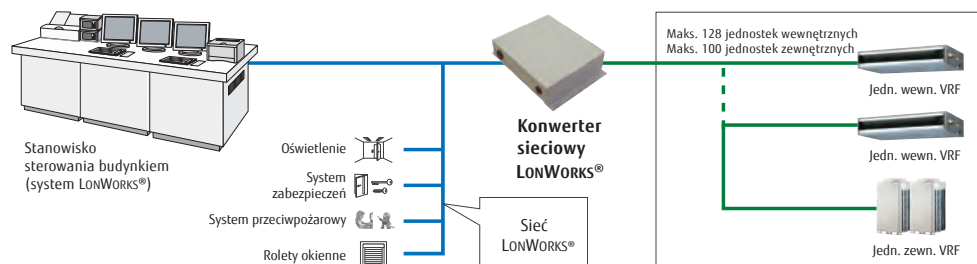 Stanowisko
sterowania budynkiem
(system LONWORKS®)
Oświetlenie
System
zabezpieczeń
System przeciwpożarowy
Rolety okienne
Sieć
LONWORKS®
Konwerter
sieciowy
LONWORKS®
Maks. 128 jednostek wewnętrznych
Maks. 100 jednostek zewnętrznych
Jedn. wewn. VRF
Jedn. wewn. VRF
Jedn. zewn. VRF